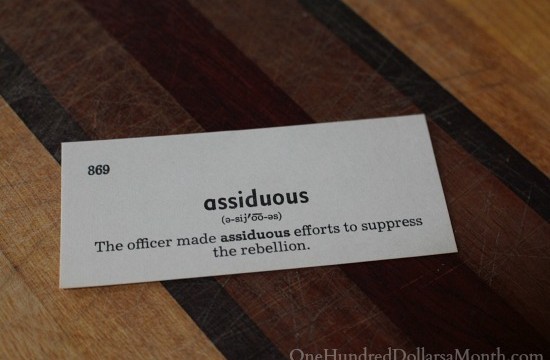 869
assiduous
(ə-sij′o͞o-əs)
The officer made assiduous efforts to suppress
the rebellion.
OneHundredDollarsaMonth.com